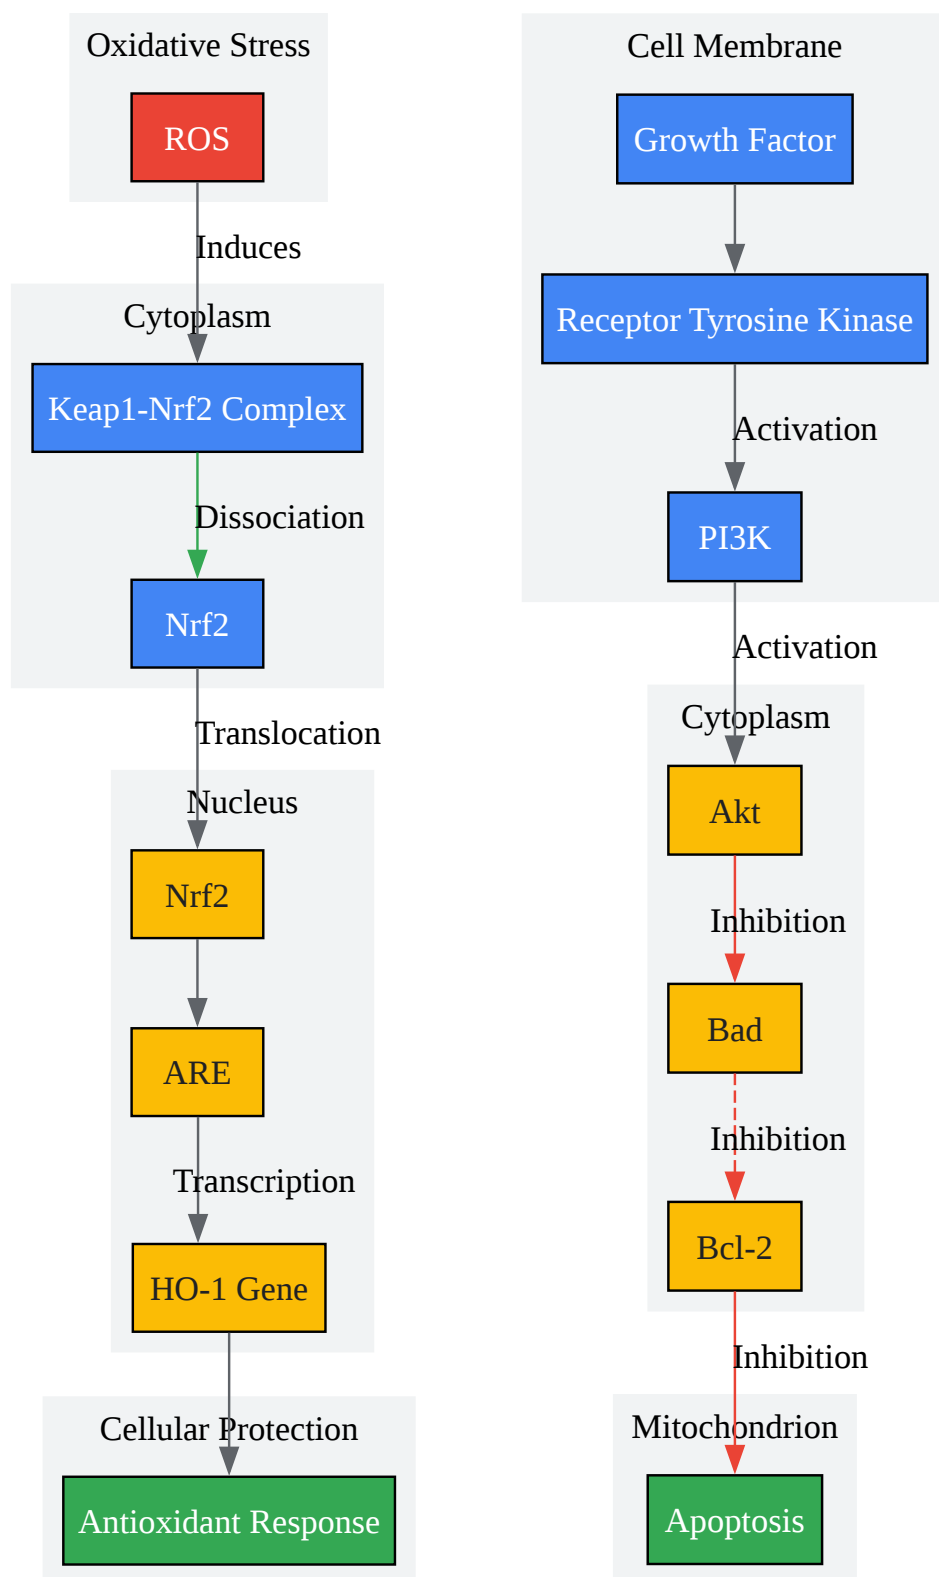 Oxidative Stress
ROS
Induces
Cytoplasm
Keap1-Nrf2 Complex
Dissociation
Nrf2
Translocation
Nucleus
Nrf2
ARE
Transcription
HO-1 Gene
Cellular Protection
Antioxidant Response
Cell Membrane
Growth Factor
Receptor Tyrosine Kinase
Activation
PI3K
Activation
Cytoplasm
Akt
Inhibition
Bad
Inhibition
Bcl-2
Inhibition
Mitochondrion
Apoptosis